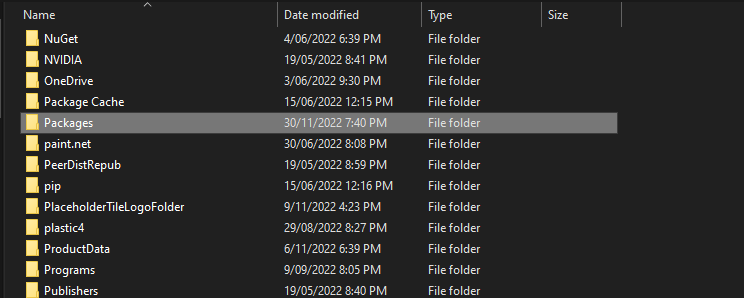 Name Date modified Type Size
NuGet 4/06/2022 6:39 PM File folder
NVIDIA 19/05/2022 8:41 PM File folder
OneDrive 3/06/2022 9:30 PM File folder
Package Cache 15/06/2022 12:15 PM File folder
Packages 30/11/2022 7:40 PM File folder
paint.net 30/06/2022 8:08 PM File folder
PeerDistRepub 19/05/2022 8:59 PM File folder
pip 15/06/2022 12:16 PM File folder
PlaceholderTileLogoFolder 9/11/2022 4:23 PM File folder
plastic4 29/08/2022 8:27 PM File folder
ProductData 6/11/2022 6:39 PM File folder
Programs 9/09/2022 8:05 PM File folder
Publishers 19/05/2022 8:40 PM File folder